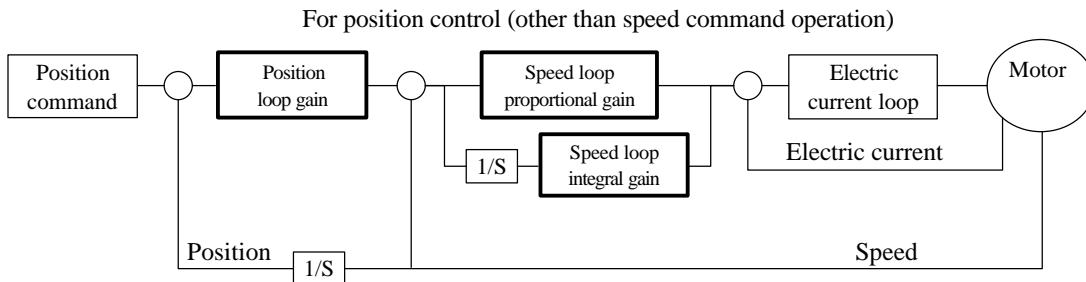 For position control (other than speed command operation)
Position
command
Position
loop gain
Speed loop
proportional gain
Electric
current loop
Motor
1/S
Speed loop
integral gain
Electric current
Position
1/S
Speed